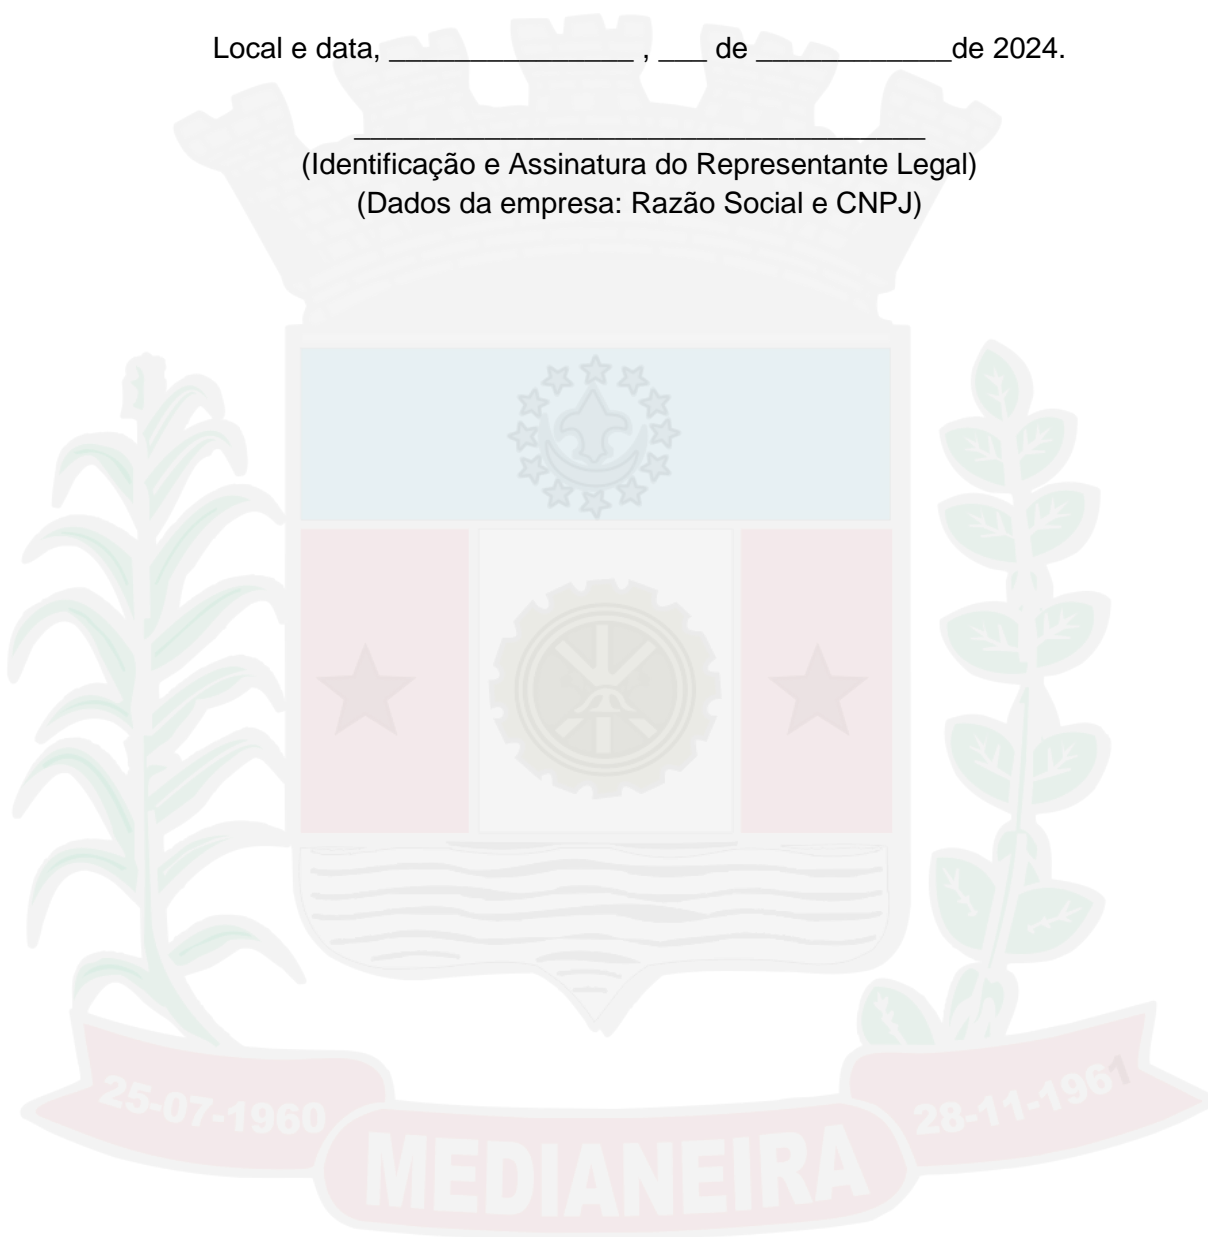 Local e data, _______________ , ___ de ____________de 2024.
___________________________________
(Identificação e Assinatura do Representante Legal)
(Dados da empresa: Razão Social e CNPJ)
25-07-1960
28-11-1961
MEDIANEIRA